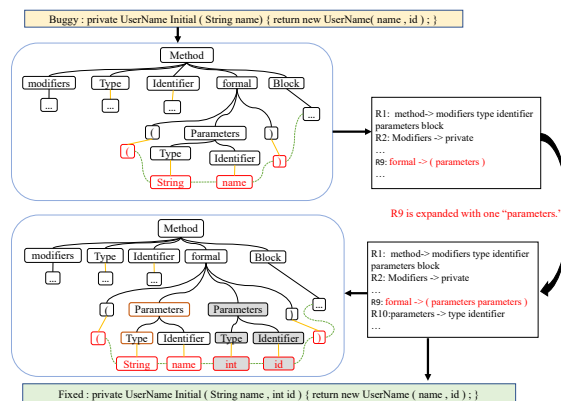 Buggy : private UserName Initial ( String name) { return new UserName( name , id ) ; }
Method
modifiers Type Identifier formal Block
... ... ... ...
( Parameters )
Type Identifier
( )
String name
R1: method-> modifiers type identifier
parameters block
R2: Modifiers -> private
...
R9: formal -> ( parameters )
...
R9 is expanded with one “parameters.”
Method
modifiers Type Identifier formal Block
... ... ... ...
( Parameters Parameters )
( Type Identifier Type Identifier )
String name int id
R1: method-> modifiers type identifier
parameters block
R2: Modifiers -> private
...
R9: formal -> ( parameters parameters )
R10:parameters -> type identifier
...
Fixed : private UserName Initial ( String name , int id ) { return new UserName ( name , id ) ; }